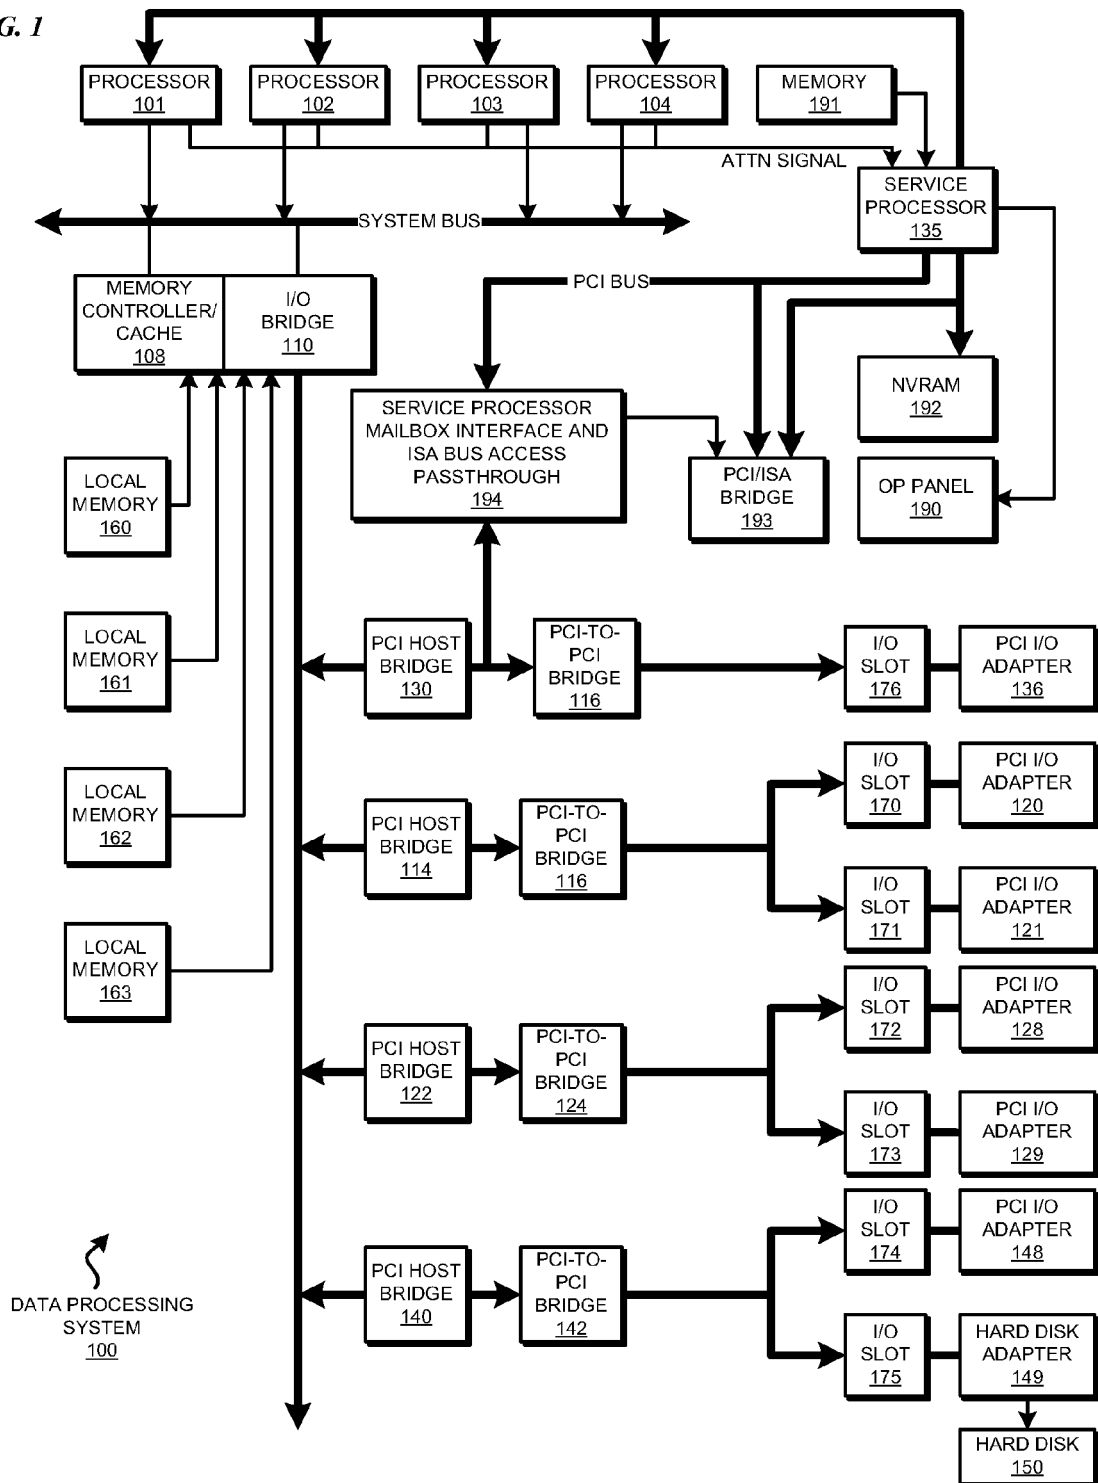 G. 1
PROCESSOR
101
PROCESSOR
102
PROCESSOR
103
PROCESSOR
104
MEMORY
191
ATTN SIGNAL
SERVICE
PROCESSOR
135
SYSTEM BUS
MEMORY
CONTROLLER/
CACHE
108
I/O
BRIDGE
110
PCI BUS
NVRAM
192
SERVICE PROCESSOR
MAILBOX INTERFACE AND
ISA BUS ACCESS
PASSTHROUGH
194
PCI/ISA
BRIDGE
193
OP PANEL
190
LOCAL
MEMORY
160
LOCAL
MEMORY
161
LOCAL
MEMORY
162
LOCAL
MEMORY
163
PCI HOST
BRIDGE
130
PCI-TO-
PCI
BRIDGE
116
I/O
SLOT
176
PCI I/O
ADAPTER
136
PCI HOST
BRIDGE
114
PCI-TO-
PCI
BRIDGE
116
I/O
SLOT
170
PCI I/O
ADAPTER
120
I/O
SLOT
171
PCI I/O
ADAPTER
121
PCI HOST
BRIDGE
122
PCI-TO-
PCI
BRIDGE
124
I/O
SLOT
172
PCI I/O
ADAPTER
128
I/O
SLOT
173
PCI I/O
ADAPTER
129
PCI HOST
BRIDGE
140
PCI-TO-
PCI
BRIDGE
142
I/O
SLOT
174
PCI I/O
ADAPTER
148
I/O
SLOT
175
HARD DISK
ADAPTER
149
HARD DISK
150
DATA PROCESSING
SYSTEM
100